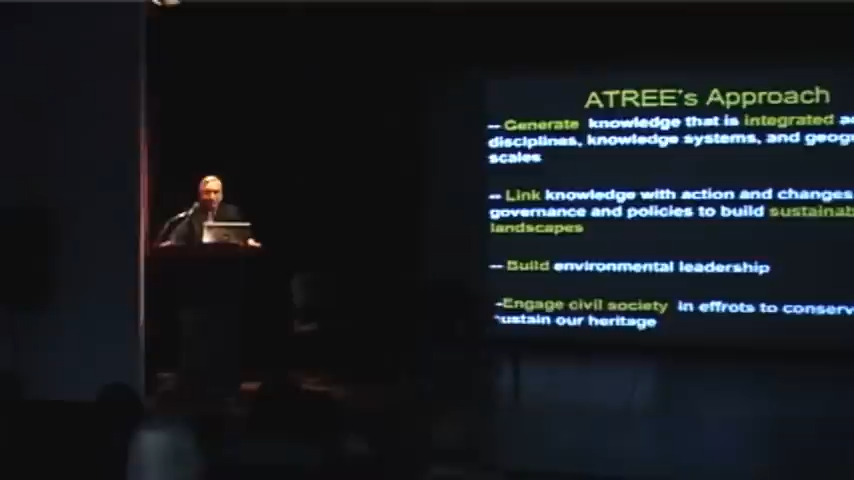 ATREE's Approach
-- Generate knowledge that is integrated
disciplines, knowledge systems, and
scales
-- Link knowledge with action and changes
governance and policies to build
landscapes
-- Build environmental leadership
-Engage civil society in effrots to
sustain our heritage